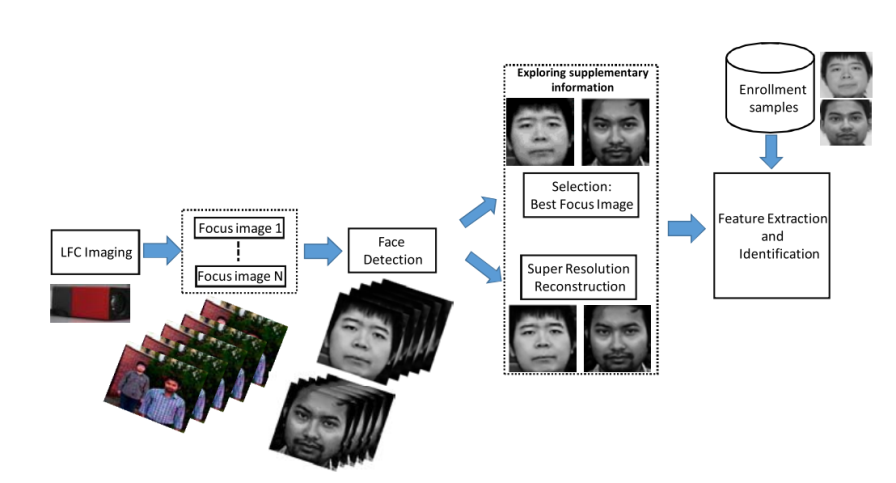 LFC Imaging
Focus image 1
Focus image N
Face
Detection
Exploring supplementary
information
Selection:
Best Focus Image
Super Resolution
Reconstruction
Enrollment
samples
Feature Extraction
and
Identification